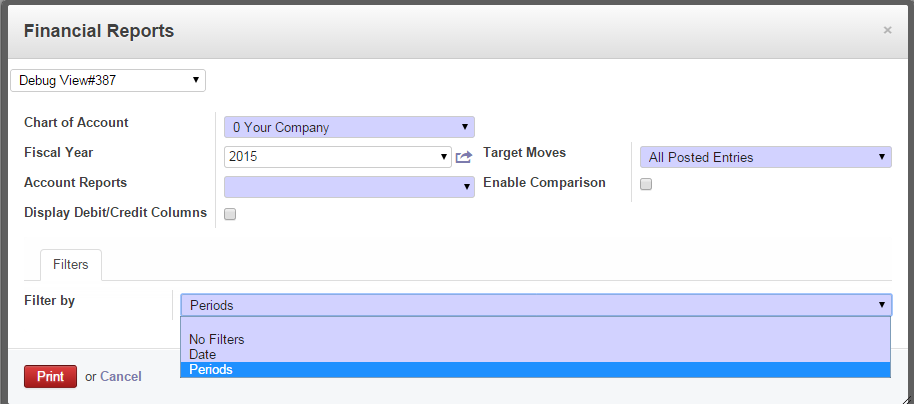 Financial Reports
×
Debug View#387
Chart of Account
0 Your Company
Fiscal Year
2015
Target Moves
All Posted Entries
Account Reports
Enable Comparison
Display Debit/Credit Columns
Filters
Filter by
Periods
No Filters
Date
Periods
Print or Cancel